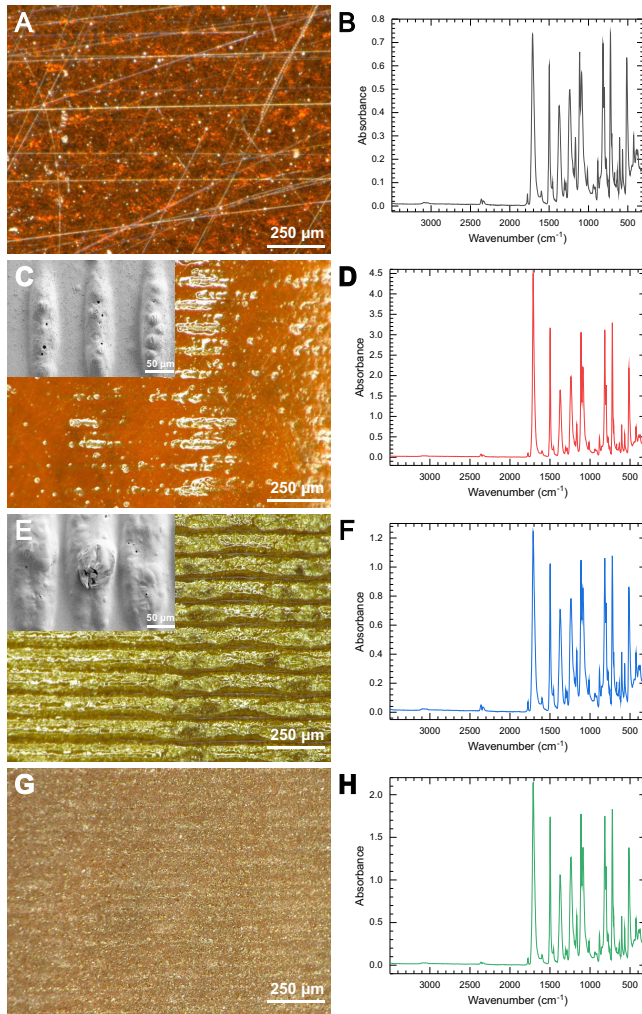 A
250 µm
B
Absorbance
0.8
0.7
0.6
0.5
0.4
0.3
0.2
0.1
0.0
3000 2500 2000 1500 1000 500
Wavenumber (cm⁻¹)
C
50 µm
250 µm
D
Absorbance
4.5
4.0
3.5
3.0
2.5
2.0
1.5
1.0
0.5
0.0
3000 2500 2000 1500 1000 500
Wavenumber (cm⁻¹)
E
50 µm
250 µm
F
Absorbance
1.2
1.0
0.8
0.6
0.4
0.2
0.0
3000 2500 2000 1500 1000 500
Wavenumber (cm⁻¹)
G
250 µm
H
Absorbance
2.0
1.5
1.0
0.5
0.0
3000 2500 2000 1500 1000 500
Wavenumber (cm⁻¹)